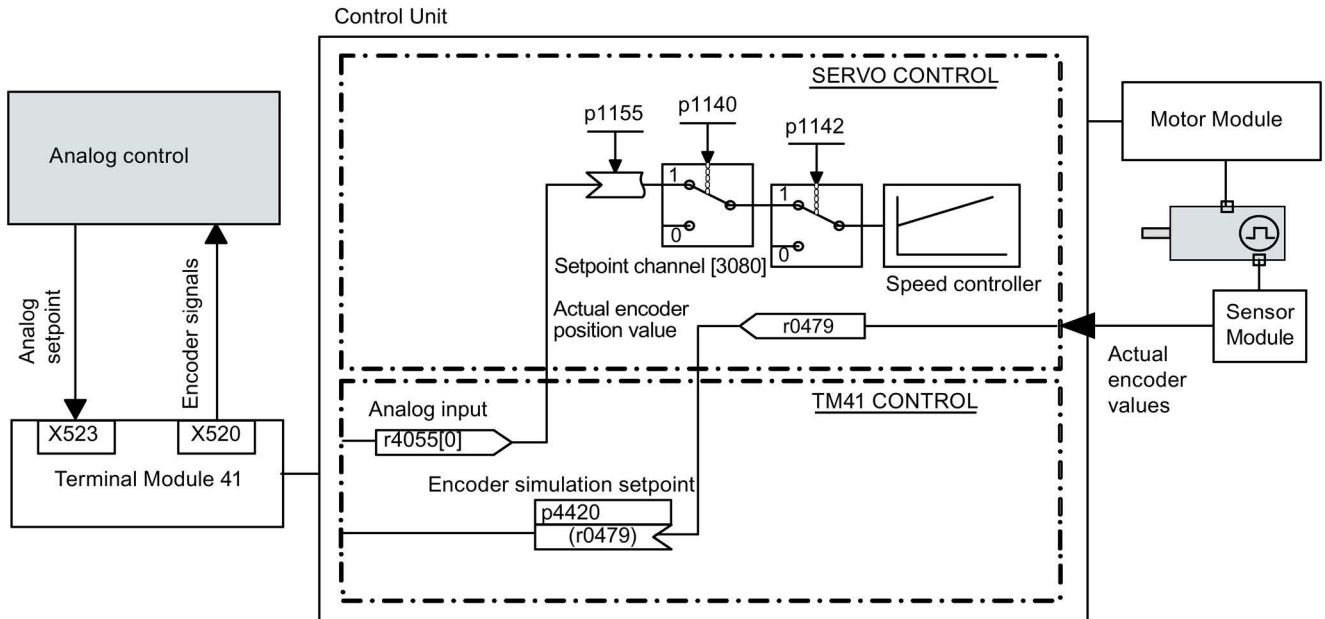 Control Unit
SERVO CONTROL
p1155
p1140
p1142
Motor Module
Analog control
1
0
1
0
Setpoint channel [3080]
Speed controller
Analog
setpoint
Encoder signals
Actual encoder
position value
r0479
Sensor
Module
Actual
encoder
values
TM41 CONTROL
Analog input
r4055[0]
X523
X520
Terminal Module 41
Encoder simulation setpoint
p4420
(r0479)